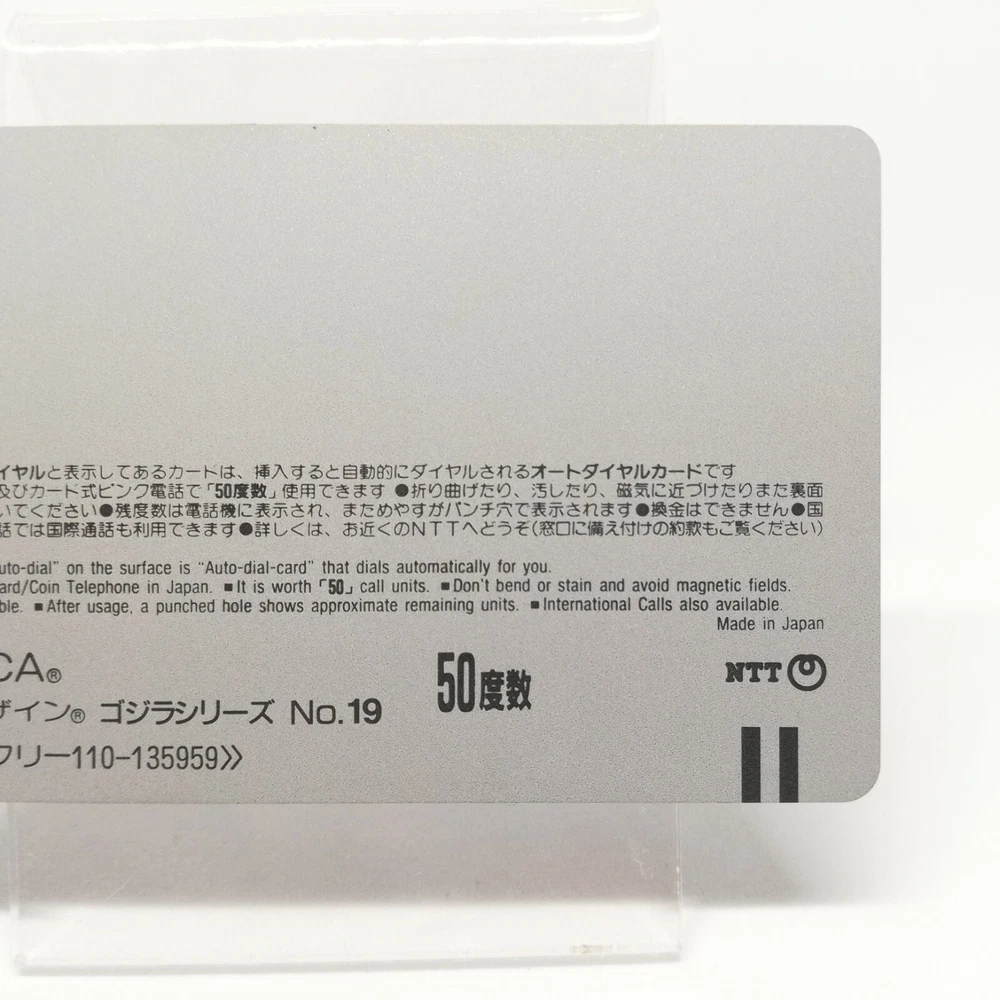 イヤルと表示してあるカードは、挿入すると自動的にダイヤルされるオートダイヤルカードです
及びカード式ピンク電話で「50度数」使用できます ●折り曲げたり、汚したり、磁気に近づけたりまた裏面
いてください●残度数は電話機に表示され、まためやすがパンチ穴で表示されます●換金はできません●国
話では国際通話も利用できます●詳しくは、お近くのNTTへどうぞ(窓口に備え付けの約款もご覧ください)
uto-dial” on the surface is “Auto-dial-card” that dials automatically for you.
ard/Coin Telephone in Japan. ■It is worth「50」call units. ■Don't bend or stain and avoid magnetic fields.
ble. ■After usage, a punched hole shows approximate remaining units. ■International Calls also available.
Made in Japan
CA®
50度数
NTT
ザイン® ゴジラシリーズ No.19
フリー110-135959》